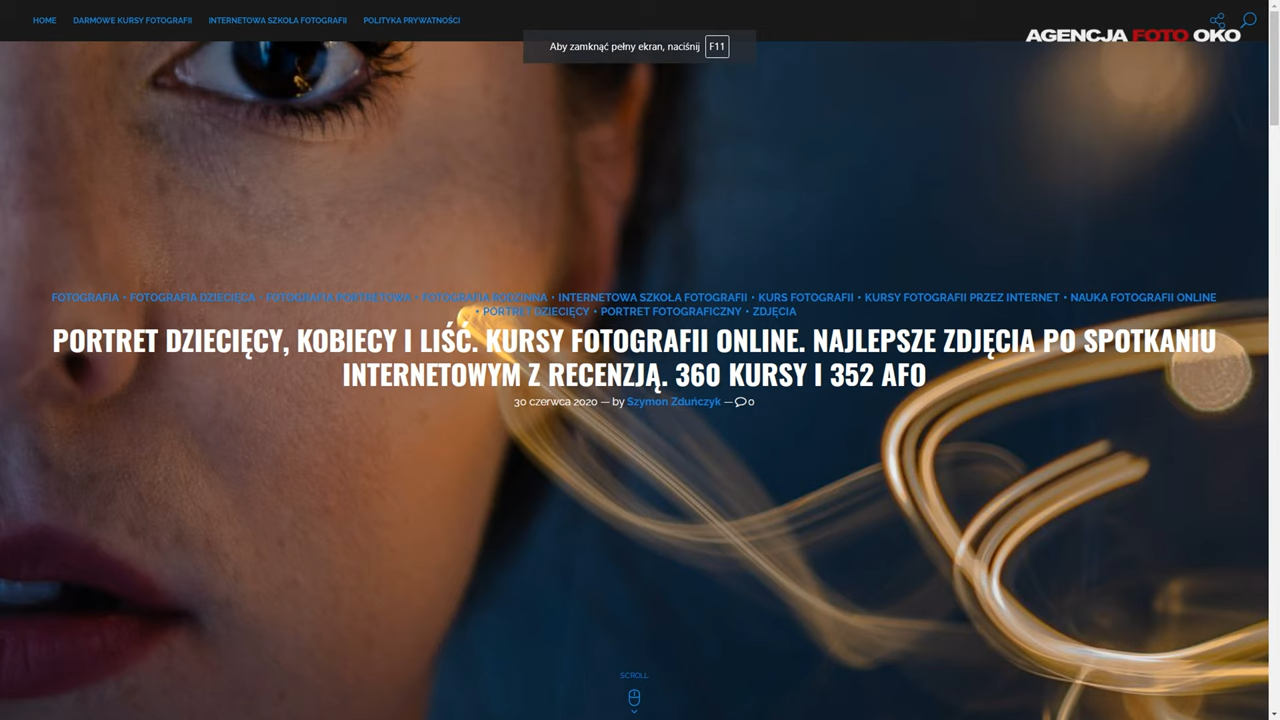 HOME DARMOWE KURSY FOTOGRAFII INTERNETOWA SZKOŁA FOTOGRAFII POLITYKA PRYWATNOŚCI
AGENCJA FOTO OKO
Aby zamknąć pełny ekran, naciśnij F11
FOTOGRAFIA • FOTOGRAFIA DZIECIĘCA • FOTOGRAFIA PORTRETOWA • FOTOGRAFIA RODZINNA • INTERNETOWA SZKOŁA FOTOGRAFII • KURS FOTOGRAFII • KURSY FOTOGRAFII PRZEZ INTERNET • NAUKA FOTOGRAFII ONLINE
• PORTRET DZIECIĘCY • PORTRET FOTOGRAFICZNY • ZDJĘCIA
PORTRET DZIECIĘCY, KOBIECY I LIŚĆ. KURSY FOTOGRAFII ONLINE. NAJLEPSZE ZDJĘCIA PO SPOTKANIU
INTERNETOWYM Z RECENZJĄ. 360 KURSY I 352 AFO
30 czerwca 2020 — by Szymon Zduńczyk — 0
SCROLL